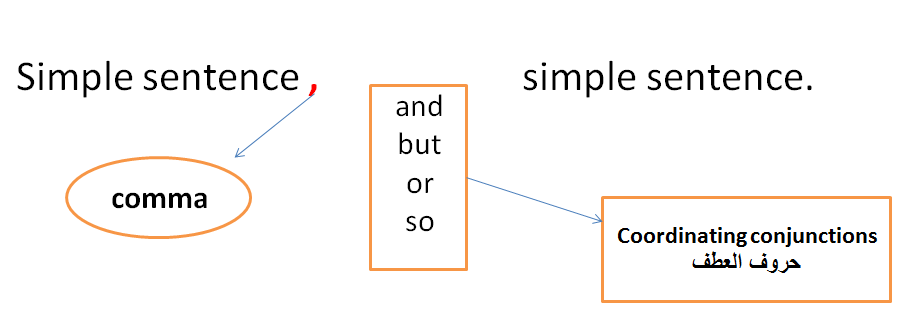 Simple sentence , simple sentence.
and
but
or
so
comma
Coordinating conjunctions
حروف العطف